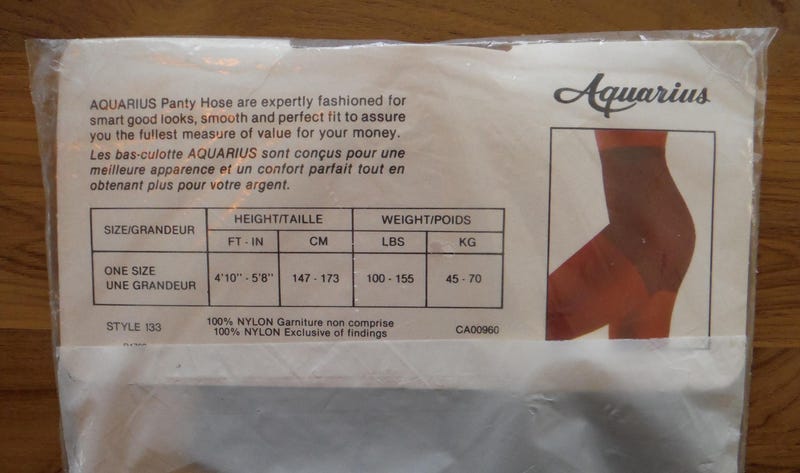 Aquarius
AQUARIUS Panty Hose are expertly fashioned for
smart good looks, smooth and perfect fit to assure
you the fullest measure of value for your money.
Les bas-culotte AQUARIUS sont conçus pour une
meilleure apparence et un confort parfait tout en
obtenant plus pour votre argent.
SIZE/GRANDEUR HEIGHT/TAILLE WEIGHT/POIDS
FT - IN CM LBS KG
ONE SIZE
UNE GRANDEUR 4'10" - 5'8" 147 - 173 100 - 155 45 - 70
STYLE 133 100% NYLON Garniture non comprise
100% NYLON Exclusive of findings CA00960